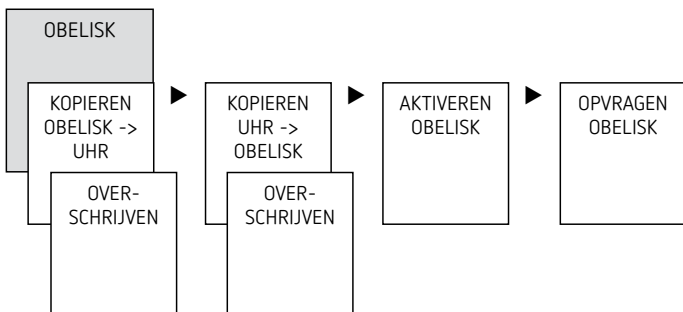 OBELISK
KOPIEREN
OBELISK ->
UHR
OVER-
SCHRIJVEN
KOPIEREN
UHR ->
OBELISK
OVER-
SCHRIJVEN
AKTIVEREN
OBELISK
OPVRAGEN
OBELISK